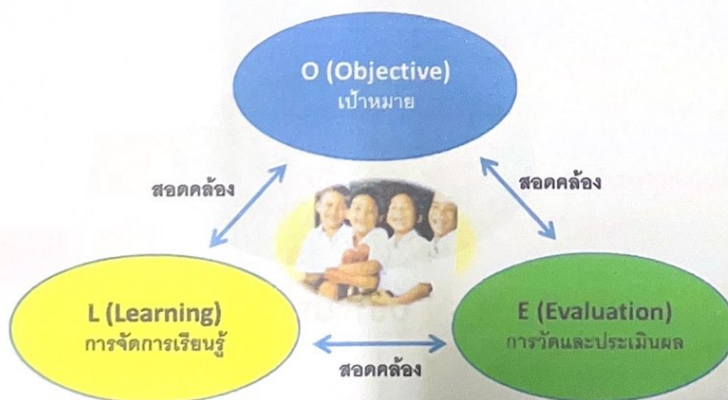 O (Objective)
เป้าหมาย
สอดคล้อง
สอดคล้อง
L (Learning)
การจัดการเรียนรู้
E (Evaluation)
การวัดและประเมินผล
สอดคล้อง